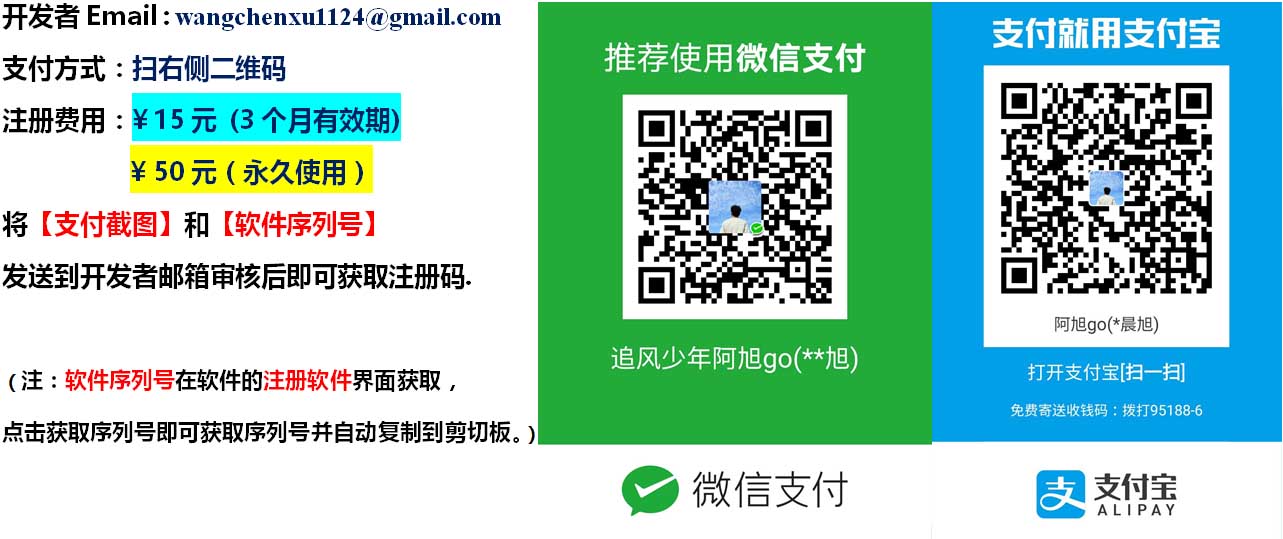 开发者 Email : wangchenxu1124@gmail.com
支付方式：扫右侧二维码
注册费用：¥ 15 元 (3 个月有效期)
¥ 50 元（永久使用）
将【支付截图】和【软件序列号】
发送到开发者邮箱审核后即可获取注册码.
（注：软件序列号在软件的注册软件界面获取，
点击获取序列号即可获取序列号并自动复制到剪切板。）
推荐使用微信支付
追风少年阿旭go(**旭)
微信支付
支付就用支付宝
阿旭go(*晨旭)
打开支付宝[扫一扫]
免费寄送收钱码：拨打95188-6
支 支付宝
ALIPAY